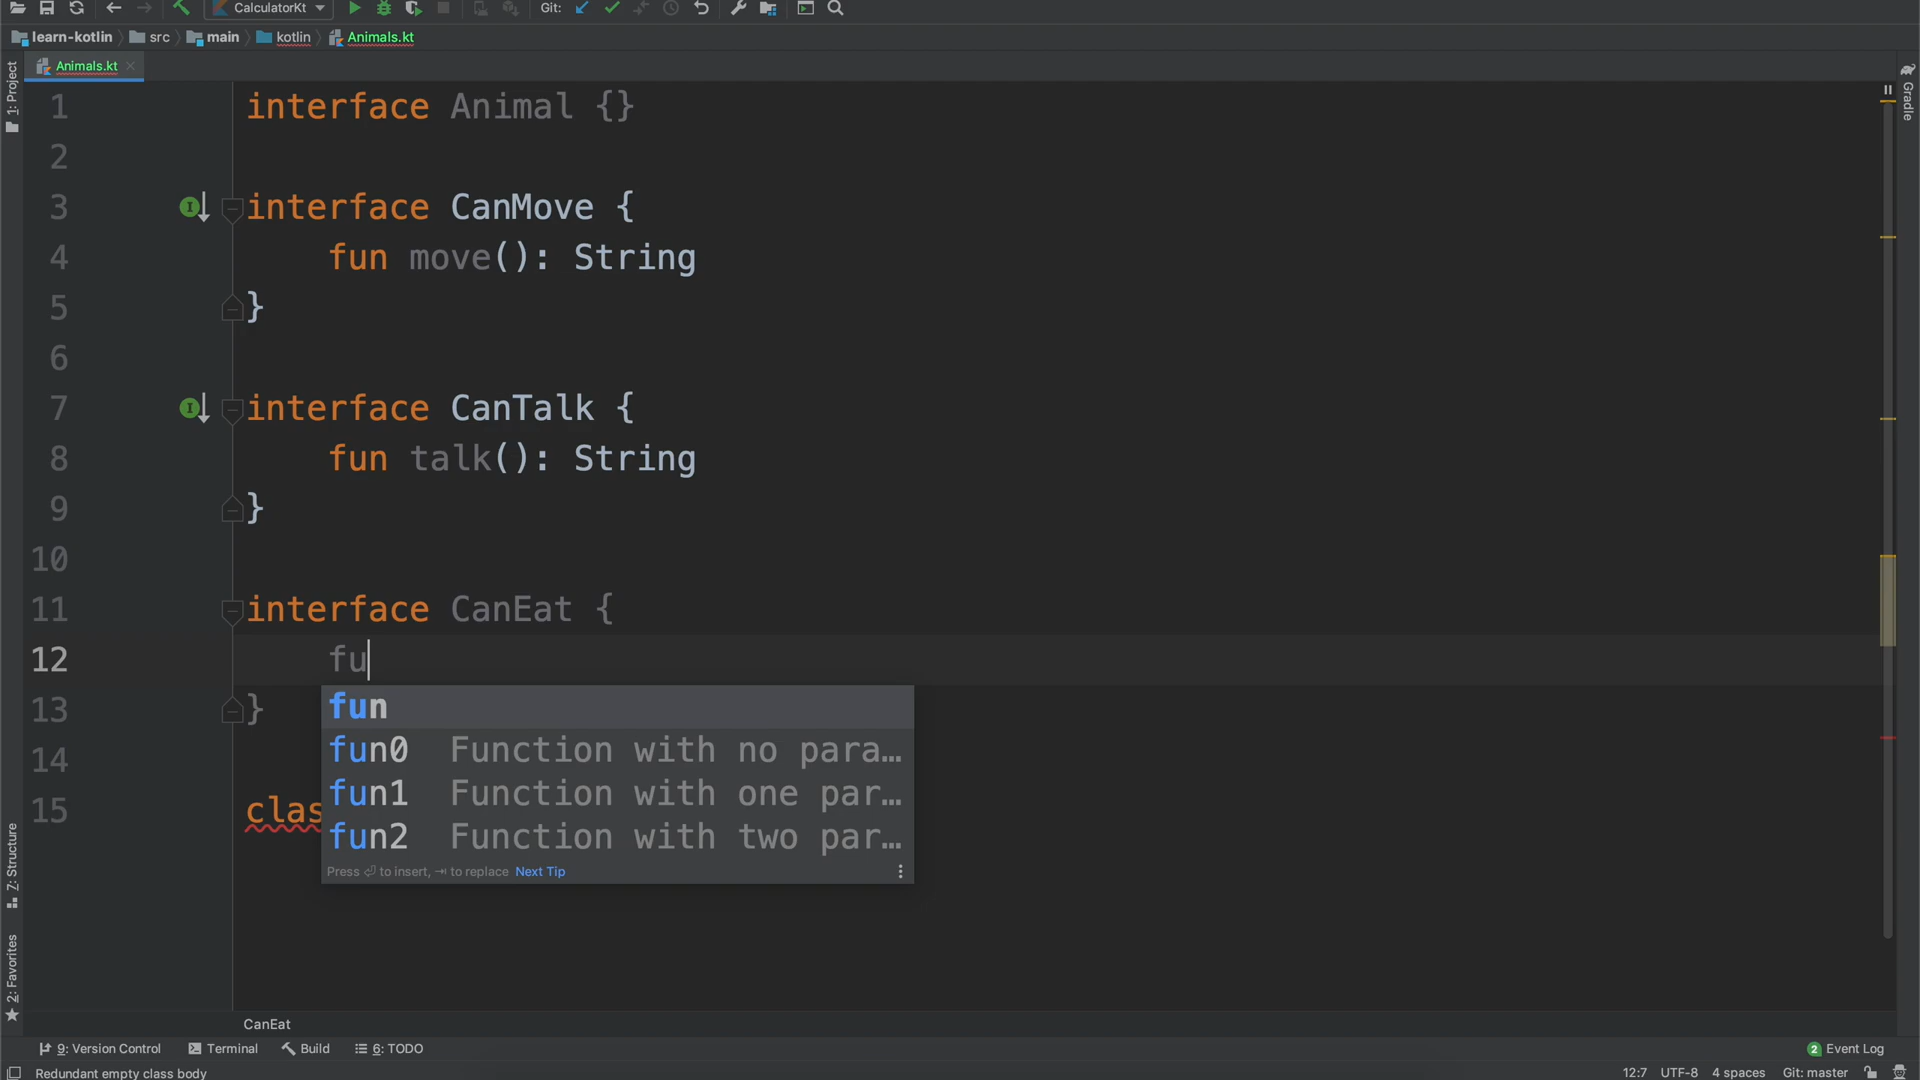 CalculatorKt Git:
learn-kotlin src main kotlin Animals.kt
Animals.kt
1: Project
Gradle
1 interface Animal {}
2
3 interface CanMove {
4 fun move(): String
5 }
6
7 interface CanTalk {
8 fun talk(): String
9 }
10
11 interface CanEat {
12 fu
13 }
14
15 clas
fun
fun0 Function with no para…
fun1 Function with one par…
fun2 Function with two par…
Press ⏎ to insert, ⇥ to replace Next Tip
Z: Structure
2: Favorites
CanEat
9: Version Control Terminal Build 6: TODO 2 Event Log
Redundant empty class body 12:7 UTF-8 4 spaces Git: master